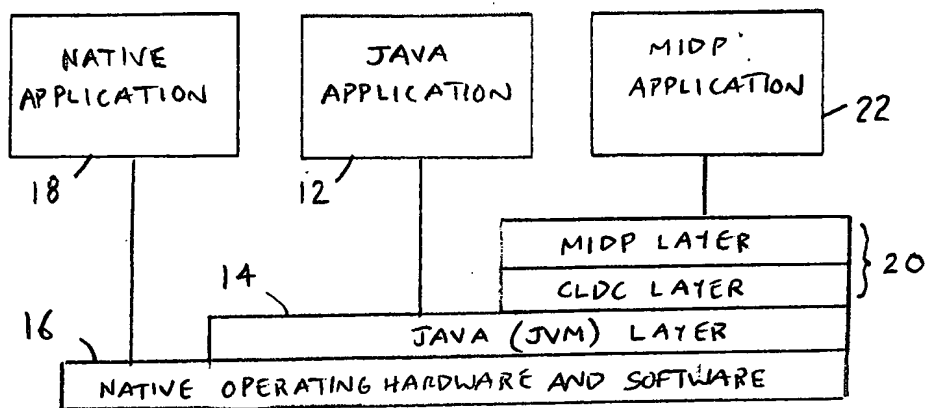 NATIVE
APPLICATION
18
JAVA
APPLICATION
12
MIDP
APPLICATION
22
MIDP LAYER
CLDC LAYER
20
14
JAVA (JVM) LAYER
16
NATIVE OPERATING HARDWARE AND SOFTWARE